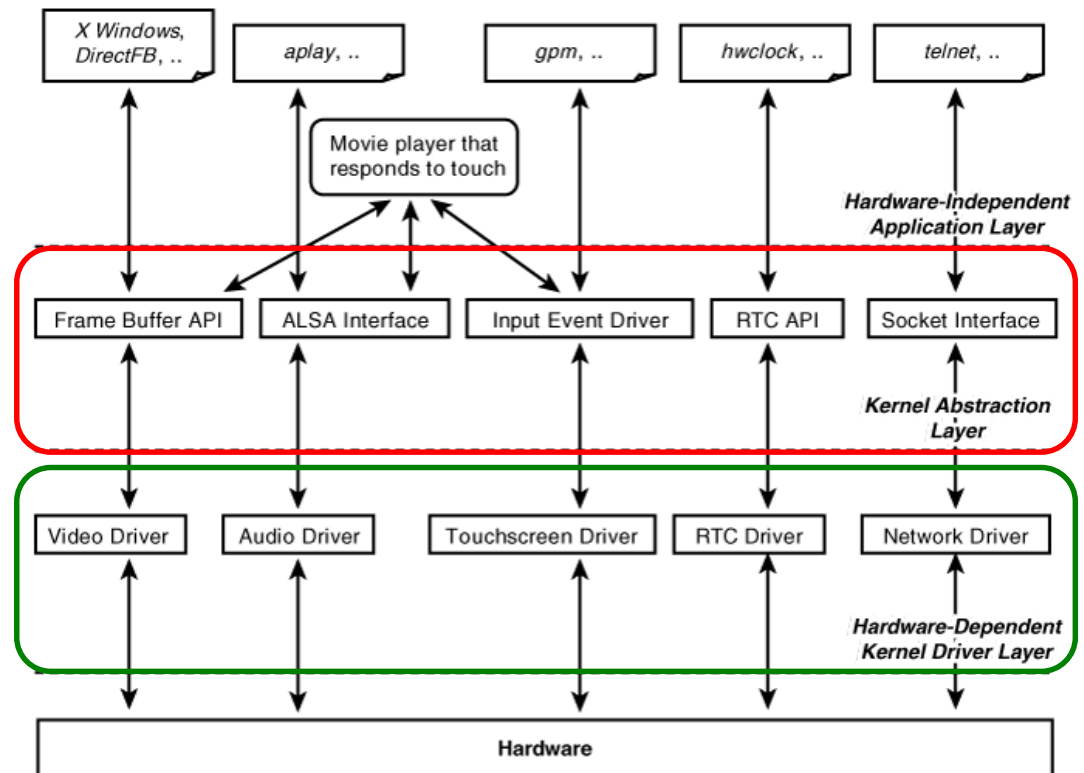 X Windows,
DirectFB, ..
aplay, ..
gpm, ..
hwclock, ..
telnet, ..
Movie player that
responds to touch
Hardware-Independent
Application Layer
Frame Buffer API
ALSA Interface
Input Event Driver
RTC API
Socket Interface
Kernel Abstraction
Layer
Video Driver
Audio Driver
Touchscreen Driver
RTC Driver
Network Driver
Hardware-Dependent
Kernel Driver Layer
Hardware